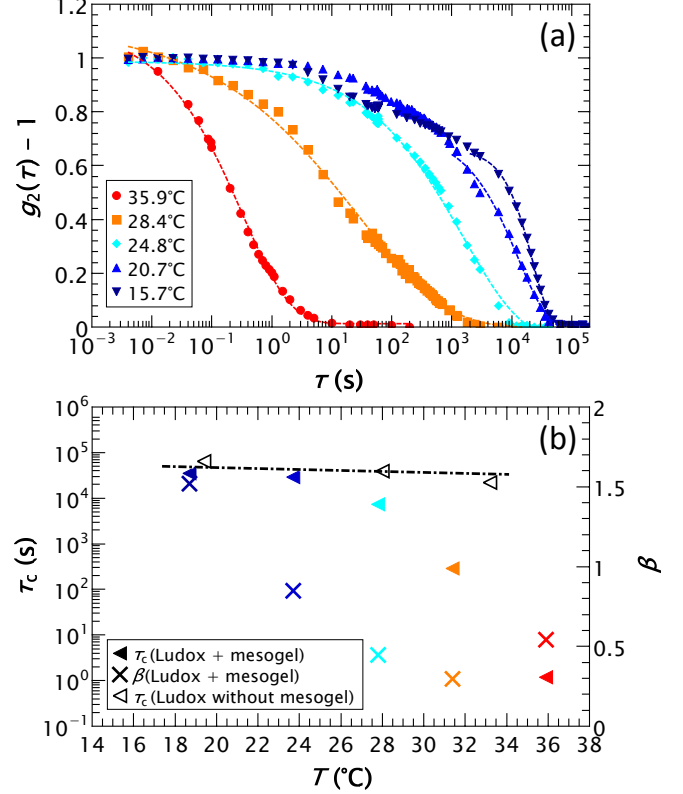 1.2
1
0.8
0.6
0.4
0.2
0
g₂(τ) − 1
(a)
35.9°C
28.4°C
24.8°C
20.7°C
15.7°C
10⁻³ 10⁻² 10⁻¹ 10⁰ 10¹ 10² 10³ 10⁴ 10⁵
τ (s)
(b)
10⁶ 2
10⁵
10⁴ 1.5
10³
10² 1
10¹ 0.5
10⁰
10⁻¹ 0
τc (s)
β
τc(Ludox + mesogel)
β(Ludox + mesogel)
τc(Ludox without mesogel)
14 16 18 20 22 24 26 28 30 32 34 36 38
T (°C)